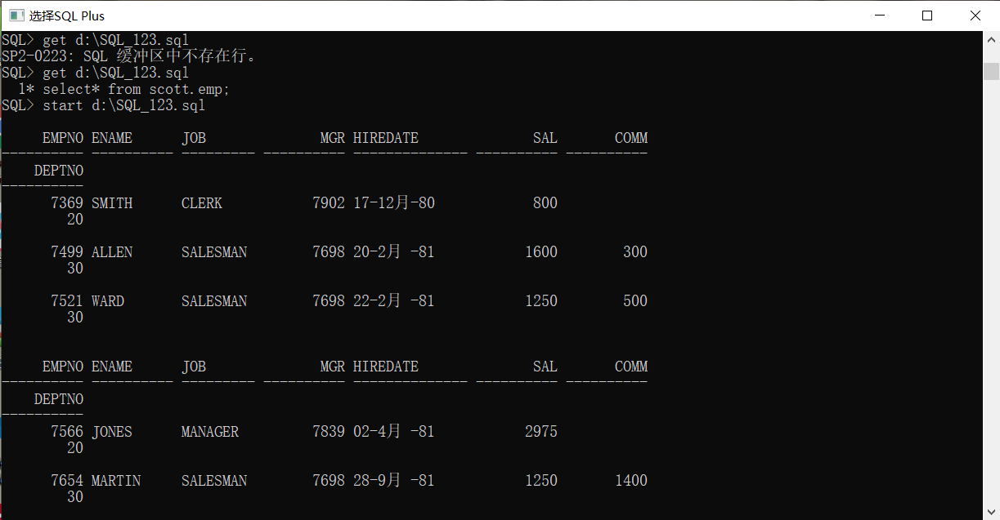 选择SQL Plus
SQL> get d:\SQL_123.sql
SP2-0223: SQL 缓冲区中不存在行。
SQL> get d:\SQL_123.sql
  1* select* from scott.emp;
SQL> start d:\SQL_123.sql

     EMPNO ENAME      JOB              MGR HIREDATE              SAL       COMM
---------- ---------- --------- ---------- -------------- ---------- ----------
    DEPTNO
----------
      7369 SMITH      CLERK           7902 17-12月-80            800
        20

      7499 ALLEN      SALESMAN        7698 20-2月 -81           1600        300
        30

      7521 WARD       SALESMAN        7698 22-2月 -81           1250        500
        30


     EMPNO ENAME      JOB              MGR HIREDATE              SAL       COMM
---------- ---------- --------- ---------- -------------- ---------- ----------
    DEPTNO
----------
      7566 JONES      MANAGER         7839 02-4月 -81           2975
        20

      7654 MARTIN     SALESMAN        7698 28-9月 -81           1250       1400
        30